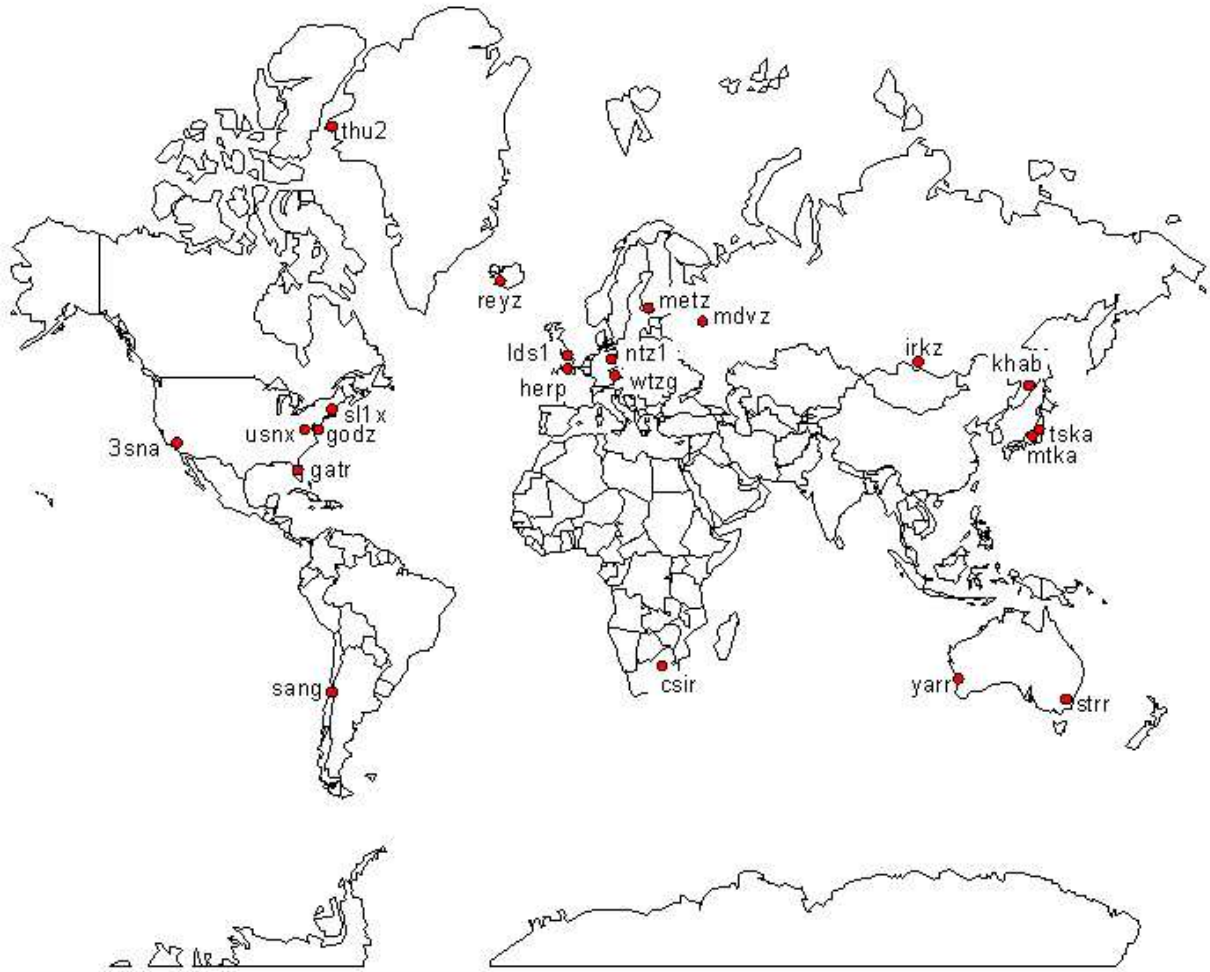 thu2
reyz
metz
mdvz
lds1
ntz1
irkz
khab
herp
wtzg
sl1x
usnx
godz
tska
3sna
mtka
gatr
sang
csir
yarr
strr